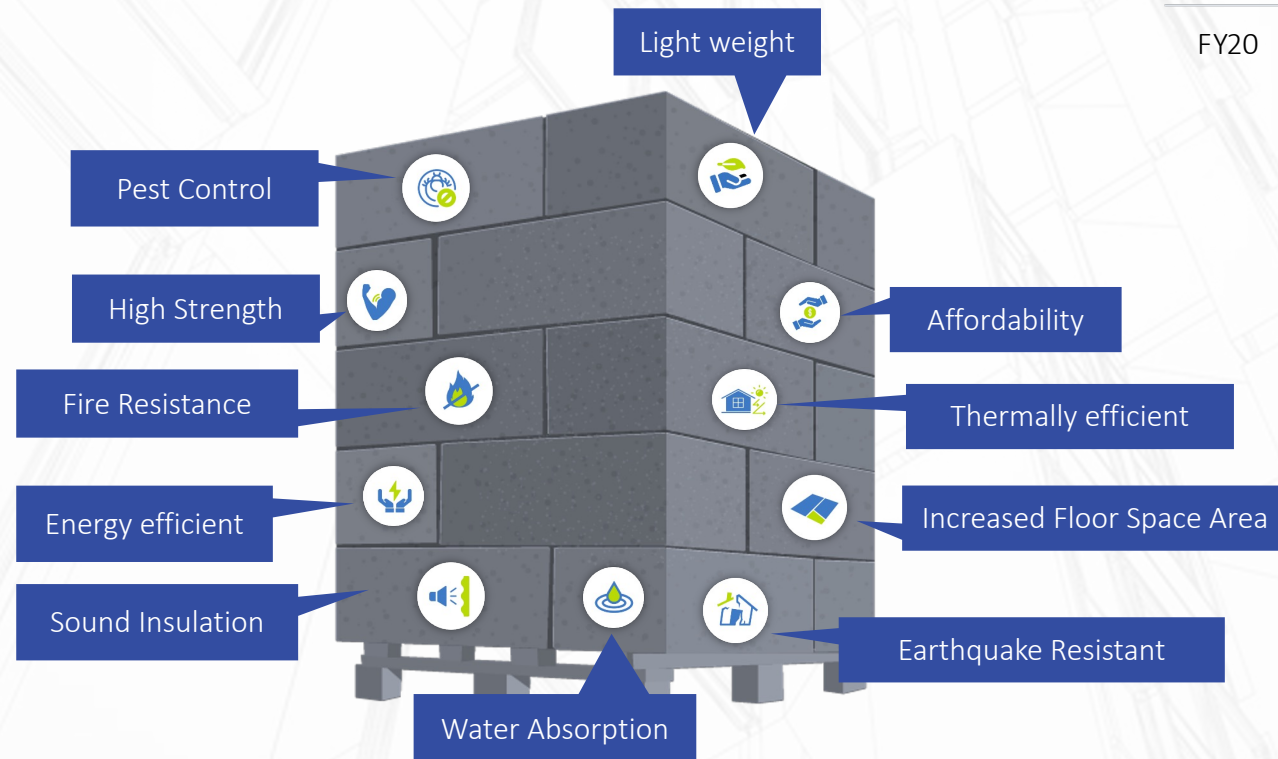 Light weight
FY20
Pest Control
High Strength
Affordability
Fire Resistance
Thermally efficient
Energy efficient
Increased Floor Space Area
Sound Insulation
Earthquake Resistant
Water Absorption